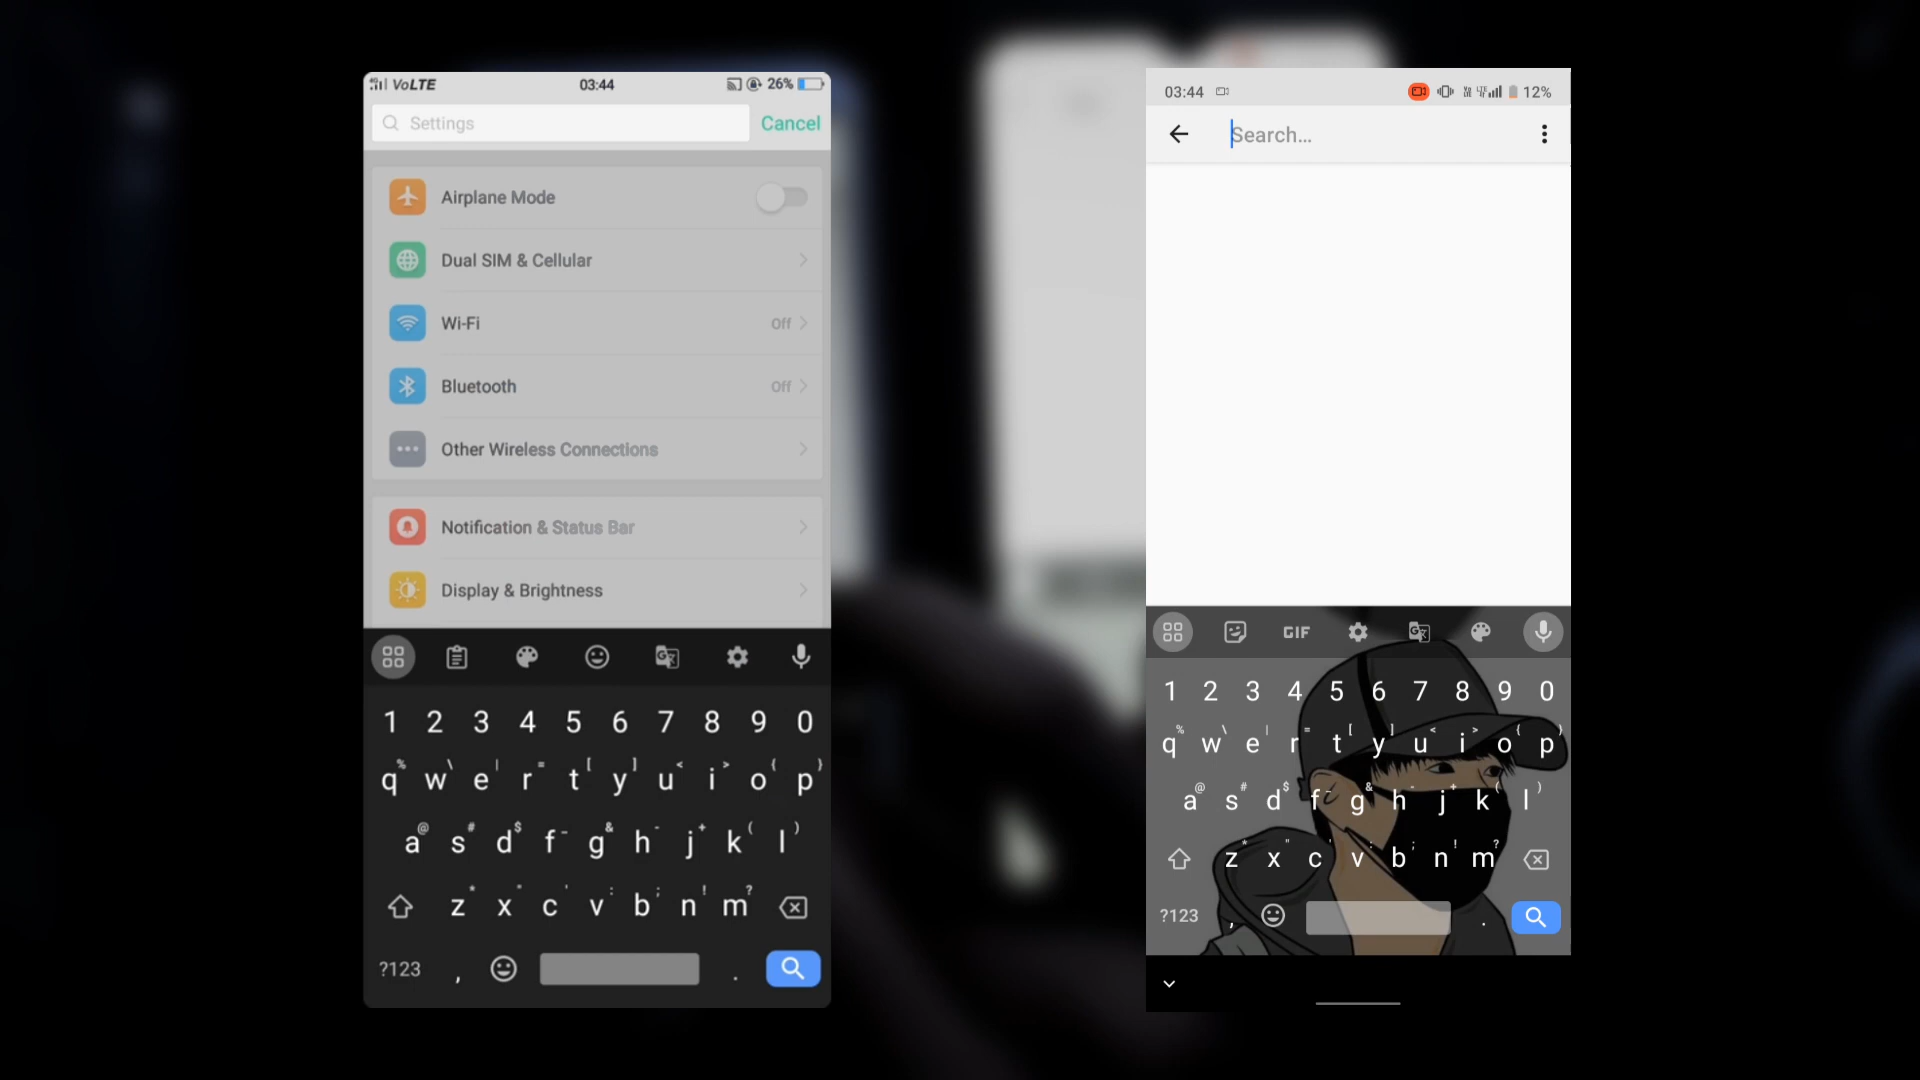 VoLTE 03:44 26%
Settings Cancel
Airplane Mode
Dual SIM & Cellular
Wi-Fi Off
Bluetooth Off
Other Wireless Connections
Notification & Status Bar
Display & Brightness
1 2 3 4 5 6 7 8 9 0
q% w\ e| r= t[ y] u< i> o{ p}
a@ s# d$ f_ g& h- j+ k( l)
z* x" c' v: b; n! m?
?123 , .
03:44 12%
Search...
GIF
1 2 3 4 5 6 7 8 9 0
q% w\ e| r= t[ y] u< i> o{ p}
a@ s# d$ f_ g& h- j+ k( l)
z* x" c' v: b; n! m?
?123 , .